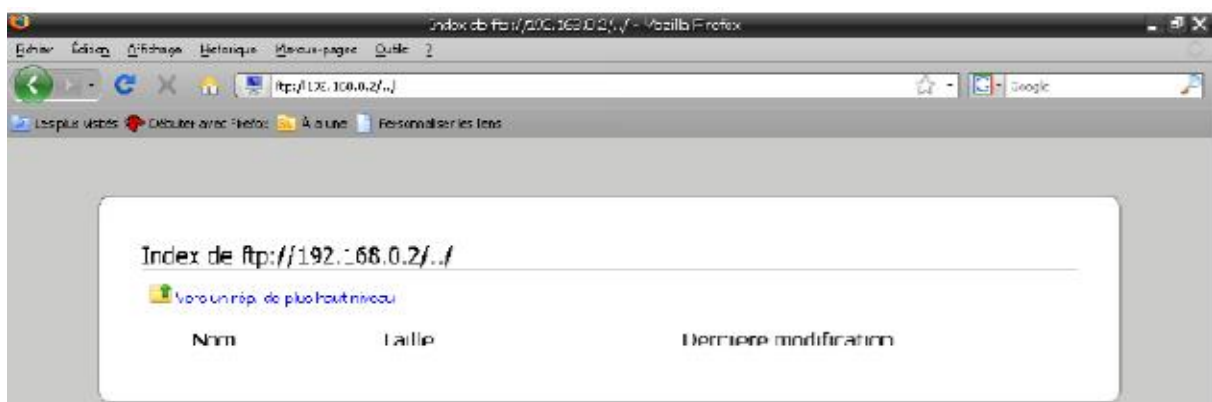 Index de ftp://192.168.0.2/../ - Mozilla Firefox
Fichier Édition Affichage Historique Marque-pages Outils ?
ftp://192.168.0.2/../
Google
Les plus visités Débuter avec Firefox À la une Personnaliser les liens
Index de ftp://192.168.0.2/../
Vers un rép. de plus haut niveau
Nom Taille Dernière modification